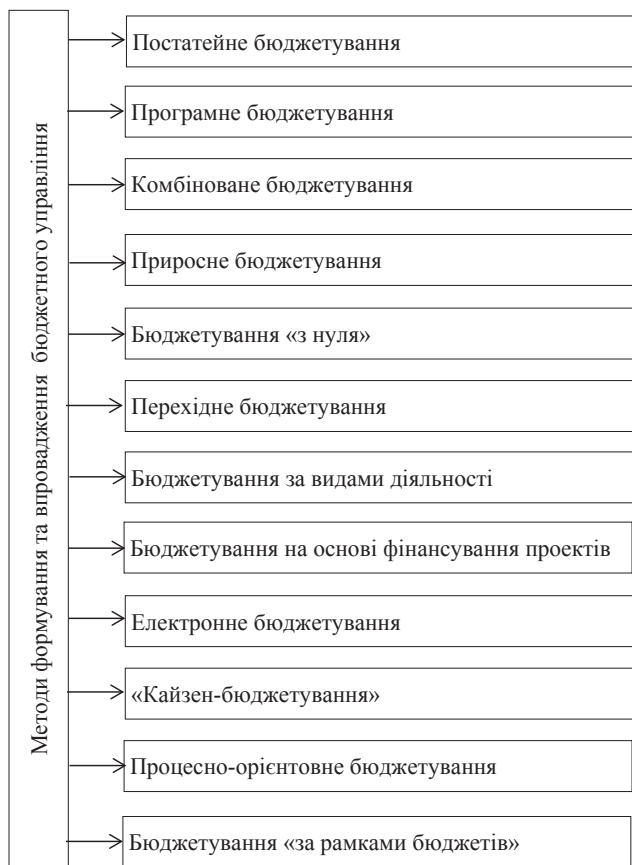 Методи формування та впровадження бюджетного управління
Постатейне бюджетування
Програмне бюджетування
Комбіноване бюджетування
Приросне бюджетування
Бюджетування «з нуля»
Перехідне бюджетування
Бюджетування за видами діяльності
Бюджетування на основі фінансування проектів
Електронне бюджетування
«Кайзен-бюджетування»
Процесно-орієнтовне бюджетування
Бюджетування «за рамками бюджетів»